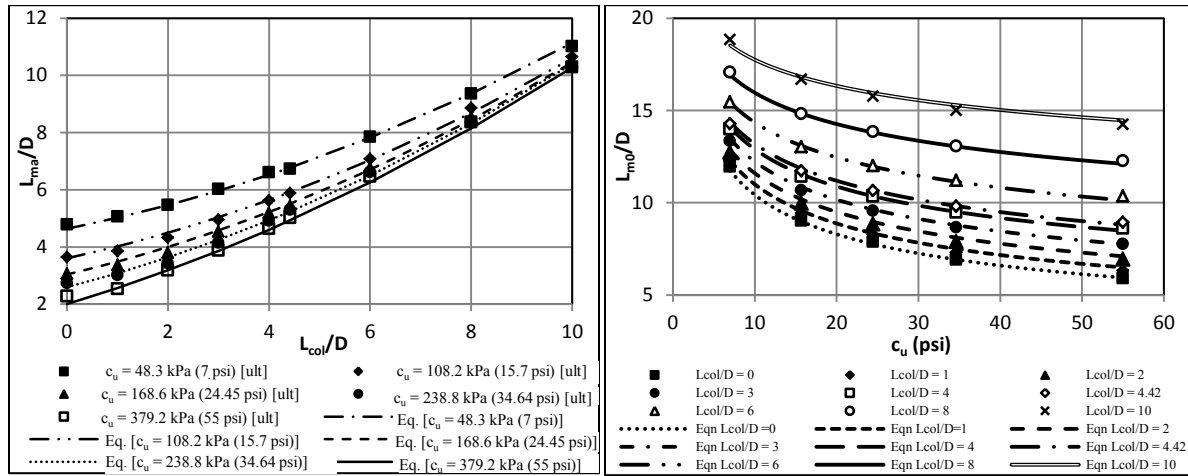 12
10
8
6
4
2
L_ma/D
0 2 4 6 8 10
L_col/D
c_u = 48.3 kPa (7 psi) [ult] c_u = 108.2 kPa (15.7 psi) [ult]
c_u = 168.6 kPa (24.45 psi) [ult] c_u = 238.8 kPa (34.64 psi) [ult]
c_u = 379.2 kPa (55 psi) [ult] Eq. [c_u = 48.3 kPa (7 psi)]
Eq. [c_u = 108.2 kPa (15.7 psi)] Eq. [c_u = 168.6 kPa (24.45 psi)]
Eq. [c_u = 238.8 kPa (34.64 psi)] Eq. [c_u = 379.2 kPa (55 psi)]
20
15
10
5
L_m0/D
0 10 20 30 40 50 60
c_u (psi)
Lcol/D = 0 Lcol/D = 1 Lcol/D = 2
Lcol/D = 3 Lcol/D = 4 Lcol/D = 4.42
Lcol/D = 6 Lcol/D = 8 Lcol/D = 10
Eqn Lcol/D =0 Eqn Lcol/D=1 Eqn Lcol/D = 2
Eqn Lcol/D = 3 Eqn Lcol/D = 4 Eqn Lcol/D = 4.42
Eqn Lcol/D = 6 Eqn Lcol/D = 8 Eqn Lcol/D = 10